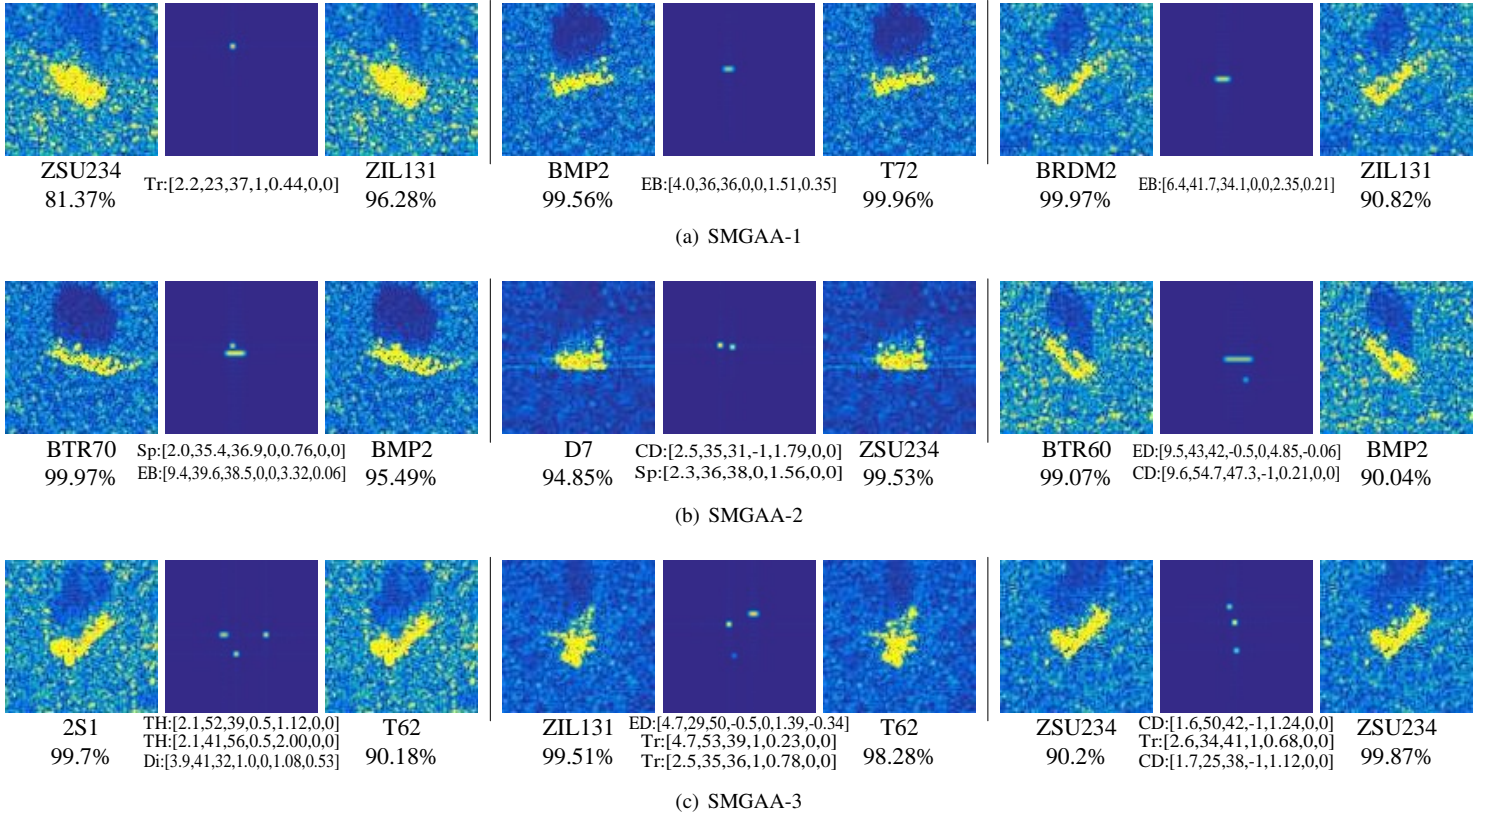 ZSU234 Tr:[2.2,23,37,1,0.44,0,0] ZIL131 BMP2 EB:[4.0,36,36,0,0,1.51,0.35] T72 BRDM2 EB:[6.4,41.7,34.1,0,0,2.35,0.21] ZIL131
81.37% 96.28% 99.56% 99.96% 99.97% 90.82%
(a) SMGAA-1
BTR70 Sp:[2.0,35.4,36.9,0,0.76,0,0] BMP2 D7 CD:[2.5,35,31,-1,1.79,0,0] ZSU234 BTR60 ED:[9.5,43,42,-0.5,0,4.85,-0.06] BMP2
99.97% EB:[9.4,39.6,38.5,0,0,3.32,0.06] 95.49% 94.85% Sp:[2.3,36,38,0,1.56,0,0] 99.53% 99.07% CD:[9.6,54.7,47.3,-1,0.21,0,0] 90.04%
(b) SMGAA-2
2S1 TH:[2.1,52,39,0.5,1.12,0,0] T62 ZIL131 ED:[4.7,29,50,-0.5,0,1.39,-0.34] T62 ZSU234 CD:[1.6,50,42,-1,1.24,0,0] ZSU234
TH:[2.1,41,56,0.5,2.00,0,0] Tr:[4.7,53,39,1,0.23,0,0] Tr:[2.6,34,41,1,0.68,0,0]
99.7% Di:[3.9,41,32,1.0,0,1.08,0.53] 90.18% 99.51% Tr:[2.5,35,36,1,0.78,0,0] 98.28% 90.2% CD:[1.7,25,38,-1,1.12,0,0] 99.87%
(c) SMGAA-3